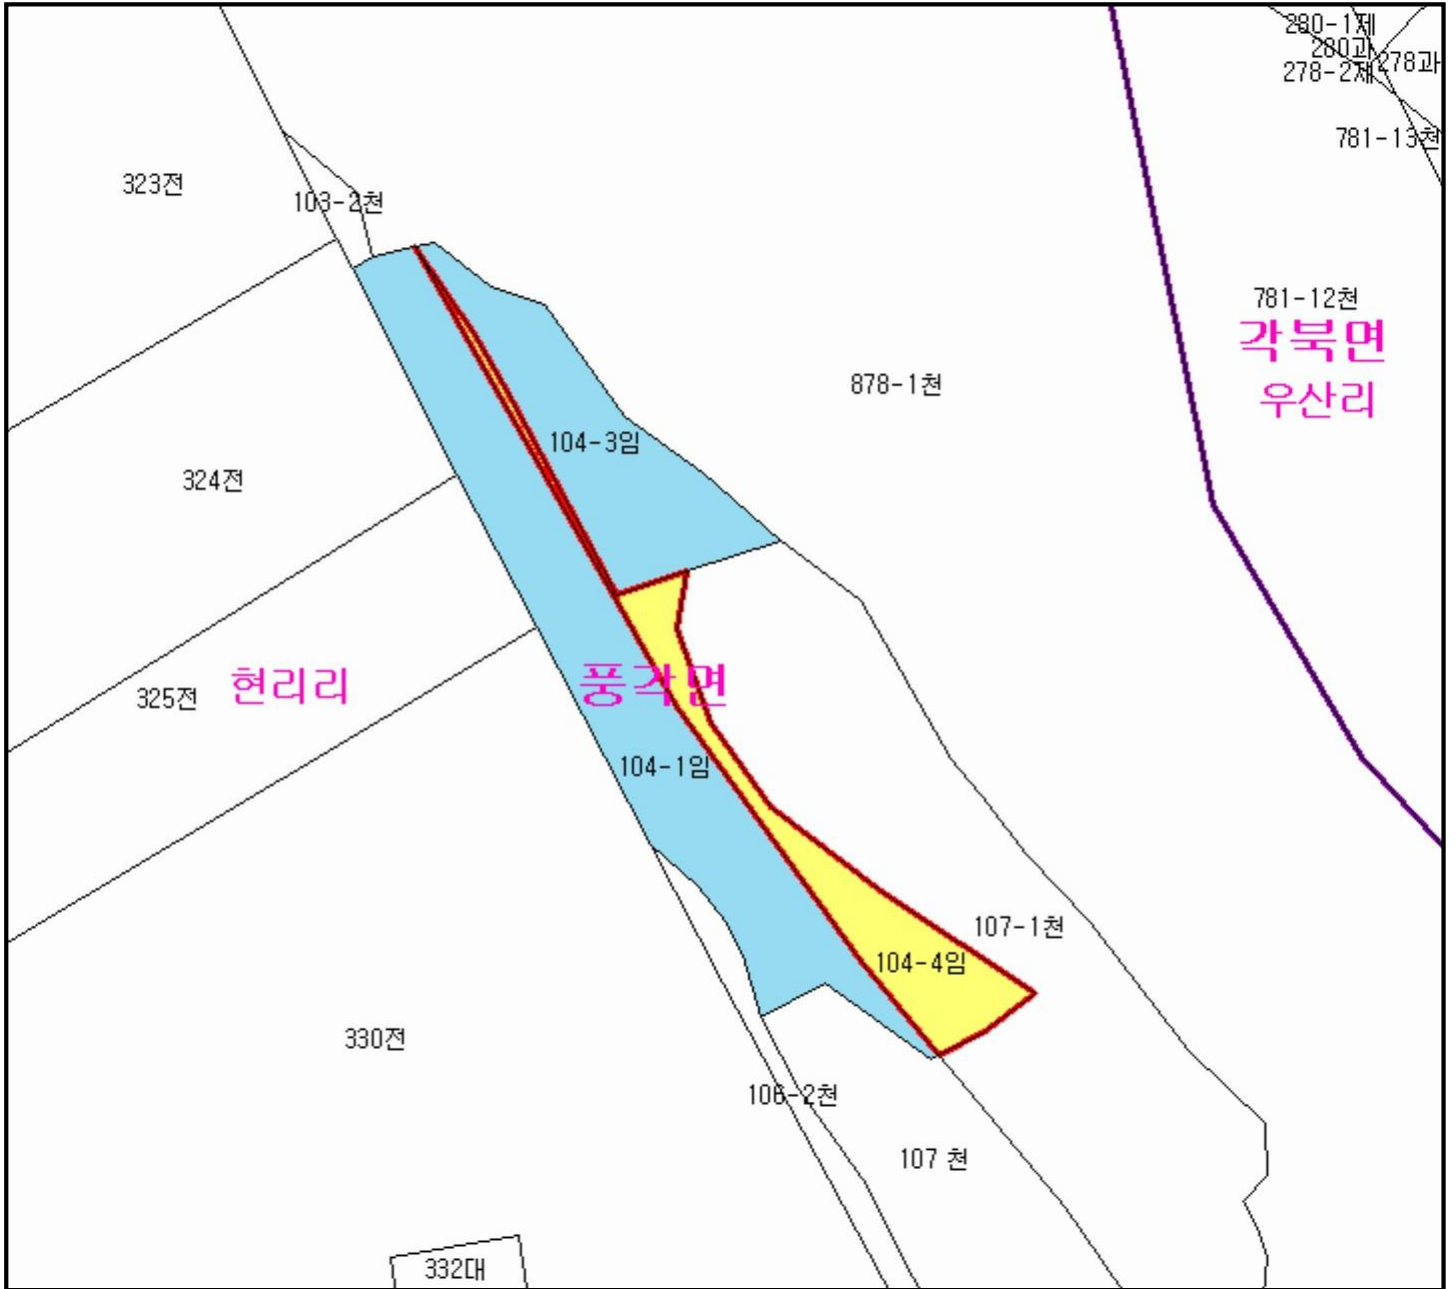 280-1제
280과
278과
278-2제
781-13천
323전
103-2천
781-12천
각북면
우산리
878-1천
104-3임
324전
현리리
풍각면
325전
104-1임
107-1천
104-4임
330전
106-2천
107 천
332대